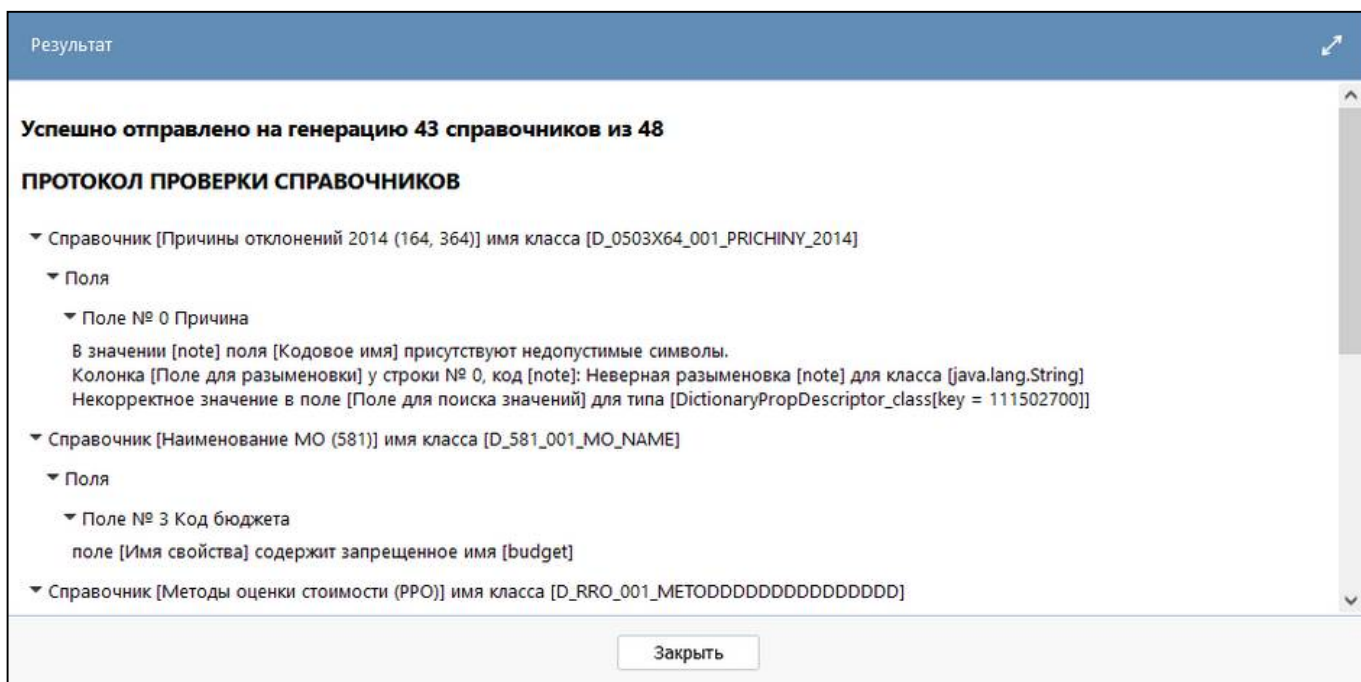 Результат
Успешно отправлено на генерацию 43 справочников из 48
ПРОТОКОЛ ПРОВЕРКИ СПРАВОЧНИКОВ
Справочник [Причины отклонений 2014 (164, 364)] имя класса [D_0503X64_001_PRICHINY_2014]
Поля
Поле № 0 Причина
В значении [note] поля [Кодовое имя] присутствуют недопустимые символы.
Колонка [Поле для разыменовки] у строки № 0, код [note]: Неверная разыменовка [note] для класса [java.lang.String]
Некорректное значение в поле [Поле для поиска значений] для типа [DictionaryPropDescriptor_class[key = 111502700]]
Справочник [Наименование МО (581)] имя класса [D_581_001_MO_NAME]
Поля
Поле № 3 Код бюджета
поле [Имя свойства] содержит запрещенное имя [budget]
Справочник [Методы оценки стоимости (РРО)] имя класса [D_RRO_001_METODDDDDDDDDDDDDDDDD]
Закрыть